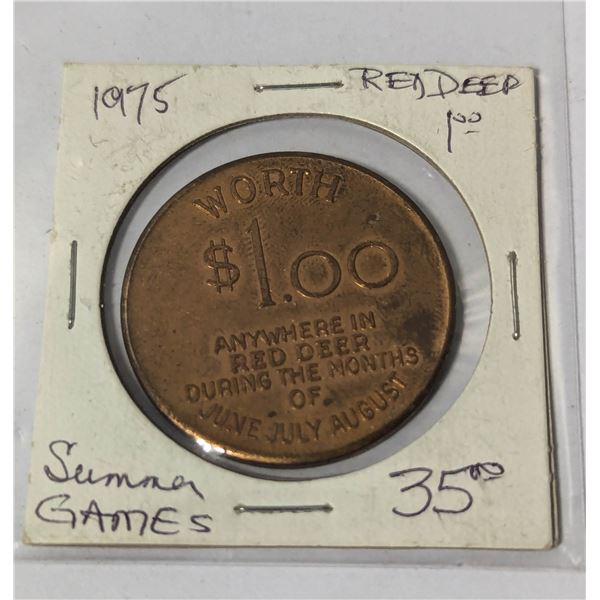 1975
RED DEER
1.00
WORTH
$1.00
ANYWHERE IN
RED DEER
DURING THE MONTHS
OF
JUNE JULY AUGUST
Summer
GAMES
35.00